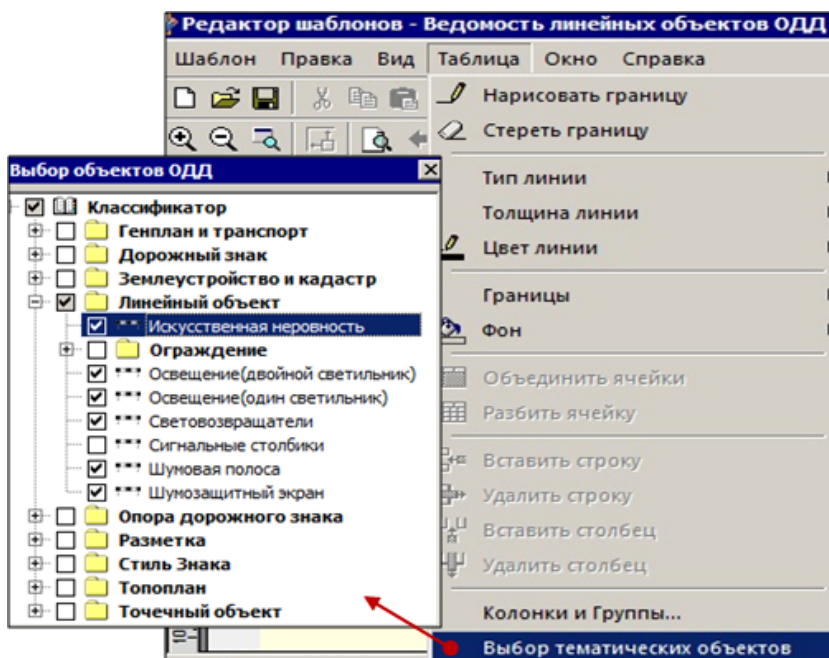 Редактор шаблонов - Ведомость линейных объектов ОДД
Шаблон Правка Вид Таблица Окно Справка
Нарисовать границу
Стереть границу
Тип линии
Толщина линии
Цвет линии
Границы
Фон
Объединить ячейки
Разбить ячейку
Вставить строку
Удалить строку
Вставить столбец
Удалить столбец
Колонки и Группы...
Выбор тематических объектов
Выбор объектов ОДД
Классификатор
Генплан и транспорт
Дорожный знак
Землеустройство и кадастр
Линейный объект
Искусственная неровность
Ограждение
Освещение(двойной светильник)
Освещение(один светильник)
Световозвращатели
Сигнальные столбики
Шумовая полоса
Шумозащитный экран
Опора дорожного знака
Разметка
Стиль Знака
Топоплан
Точечный объект